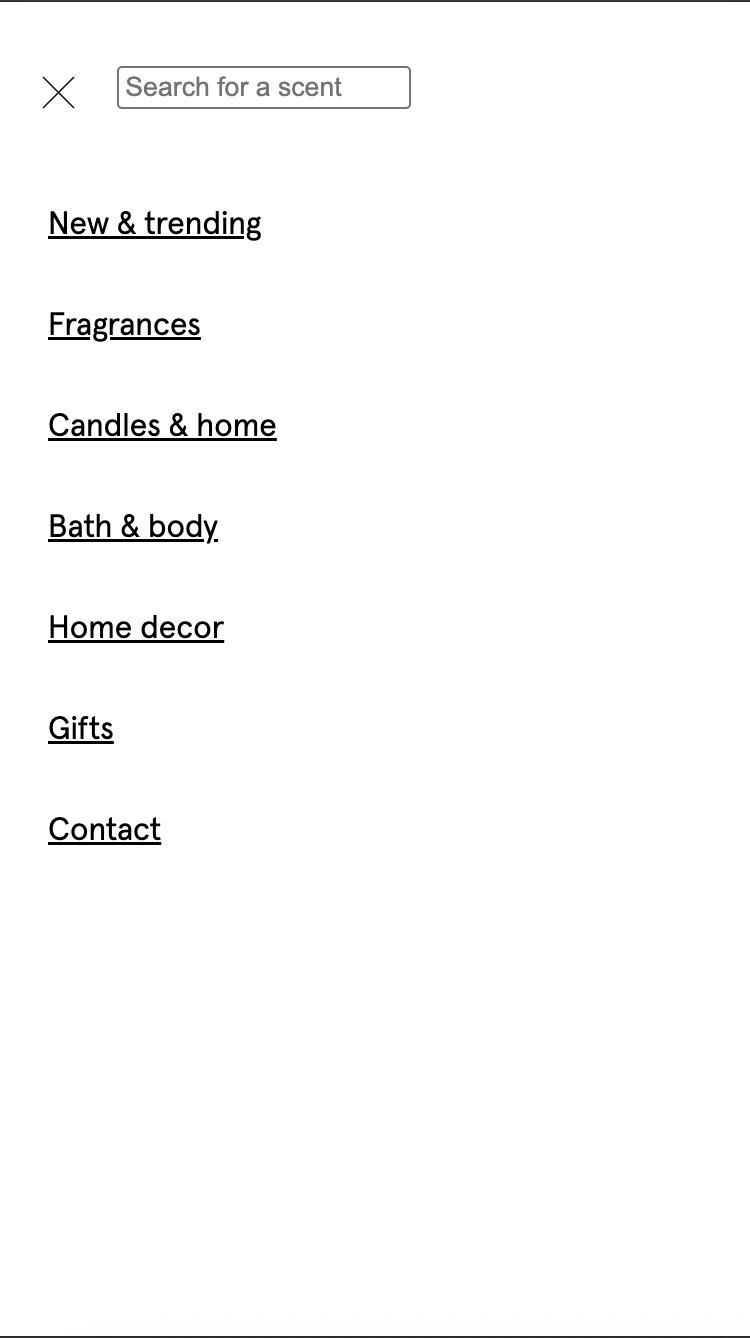 Search for a scent
New & trending
Fragrances
Candles & home
Bath & body
Home decor
Gifts
Contact